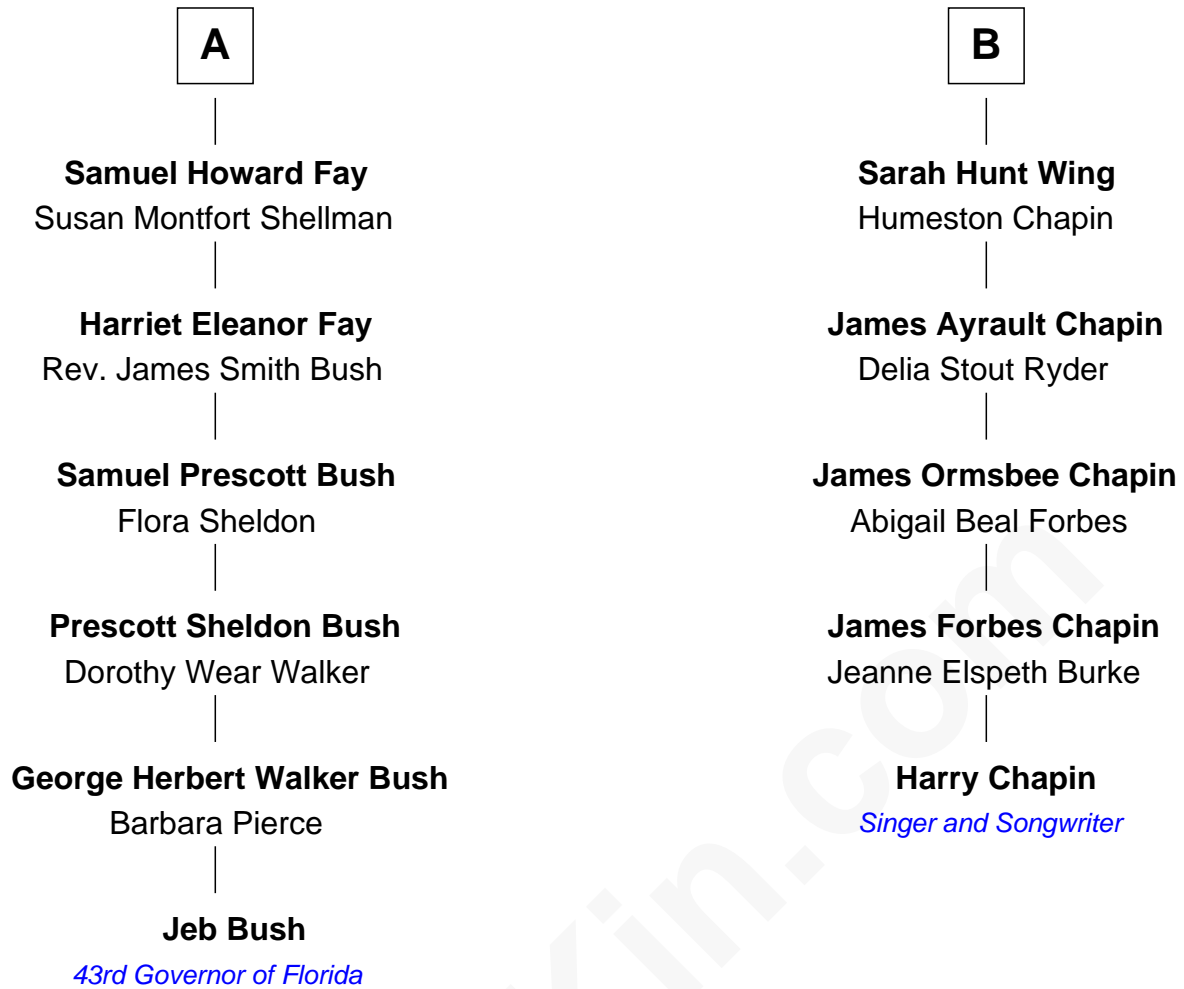 A
Samuel Howard Fay
Susan Montfort Shellman
Harriet Eleanor Fay
Rev. James Smith Bush
Samuel Prescott Bush
Flora Sheldon
Prescott Sheldon Bush
Dorothy Wear Walker
George Herbert Walker Bush
Barbara Pierce
Jeb Bush
43rd Governor of Florida
B
Sarah Hunt Wing
Humeston Chapin
James Ayrault Chapin
Delia Stout Ryder
James Ormsbee Chapin
Abigail Beal Forbes
James Forbes Chapin
Jeanne Elspeth Burke
Harry Chapin
Singer and Songwriter